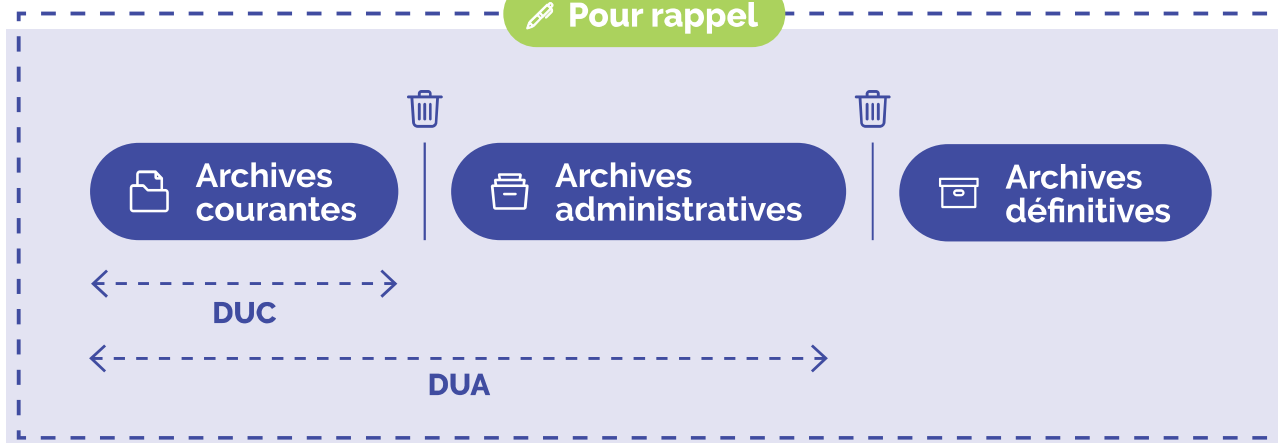 Pour rappel
Archives
courantes
Archives
administratives
Archives
définitives
DUC
DUA